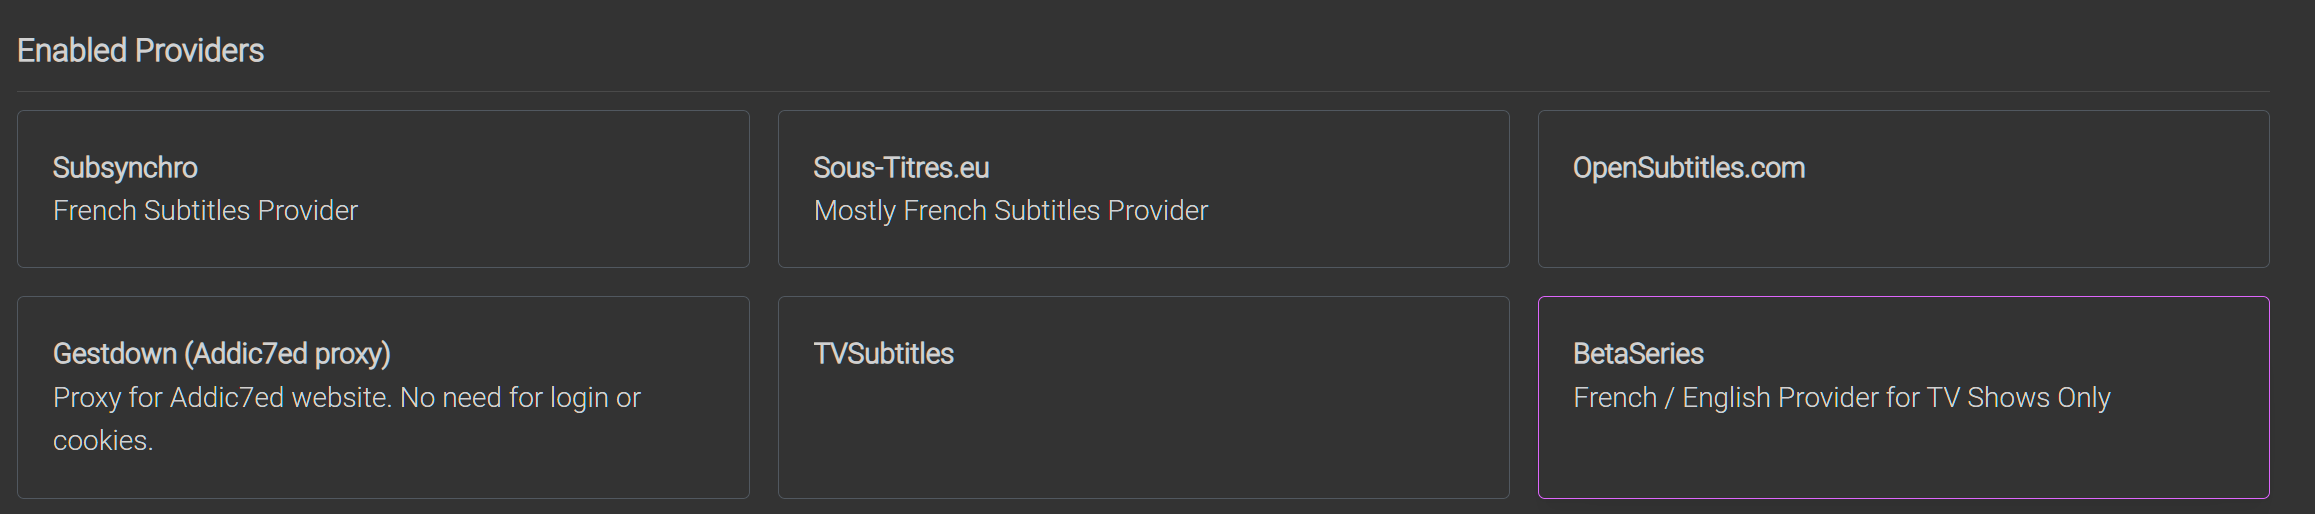 Enabled Providers
Subsynchro
French Subtitles Provider
Sous-Titres.eu
Mostly French Subtitles Provider
OpenSubtitles.com
Gestdown (Addic7ed proxy)
Proxy for Addic7ed website. No need for login or
cookies.
TVSubtitles
BetaSeries
French / English Provider for TV Shows Only